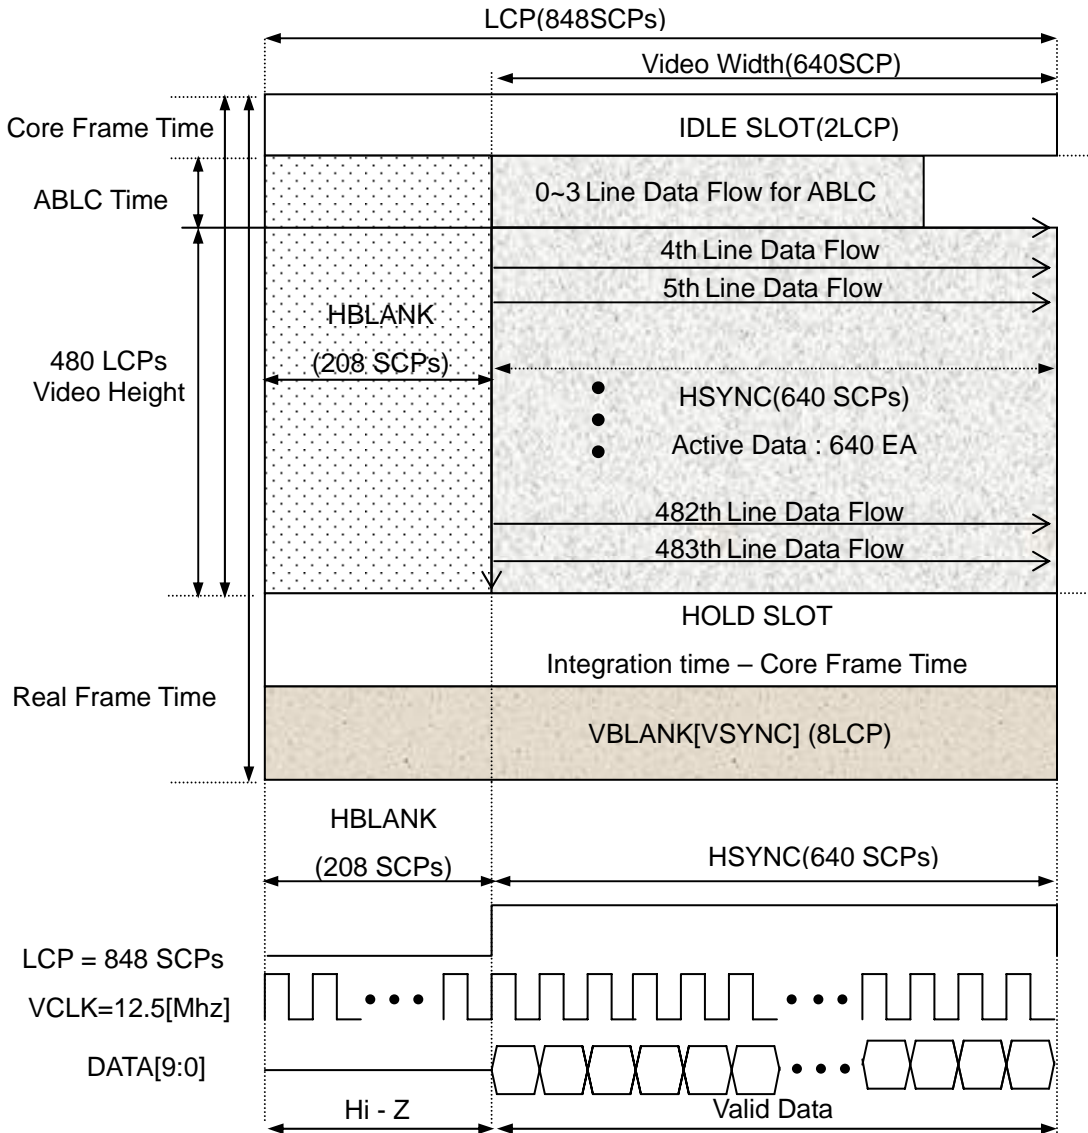 LCP(848SCPs)
Video Width(640SCP)
Core Frame Time
IDLE SLOT(2LCP)
ABLC Time
0~3 Line Data Flow for ABLC
4th Line Data Flow
5th Line Data Flow
HBLANK
(208 SCPs)
480 LCPs
Video Height
HSYNC(640 SCPs)
Active Data : 640 EA
482th Line Data Flow
483th Line Data Flow
HOLD SLOT
Integration time – Core Frame Time
Real Frame Time
VBLANK[VSYNC] (8LCP)
HBLANK
(208 SCPs)
HSYNC(640 SCPs)
LCP = 848 SCPs
VCLK=12.5[Mhz]
DATA[9:0]
Hi - Z
Valid Data